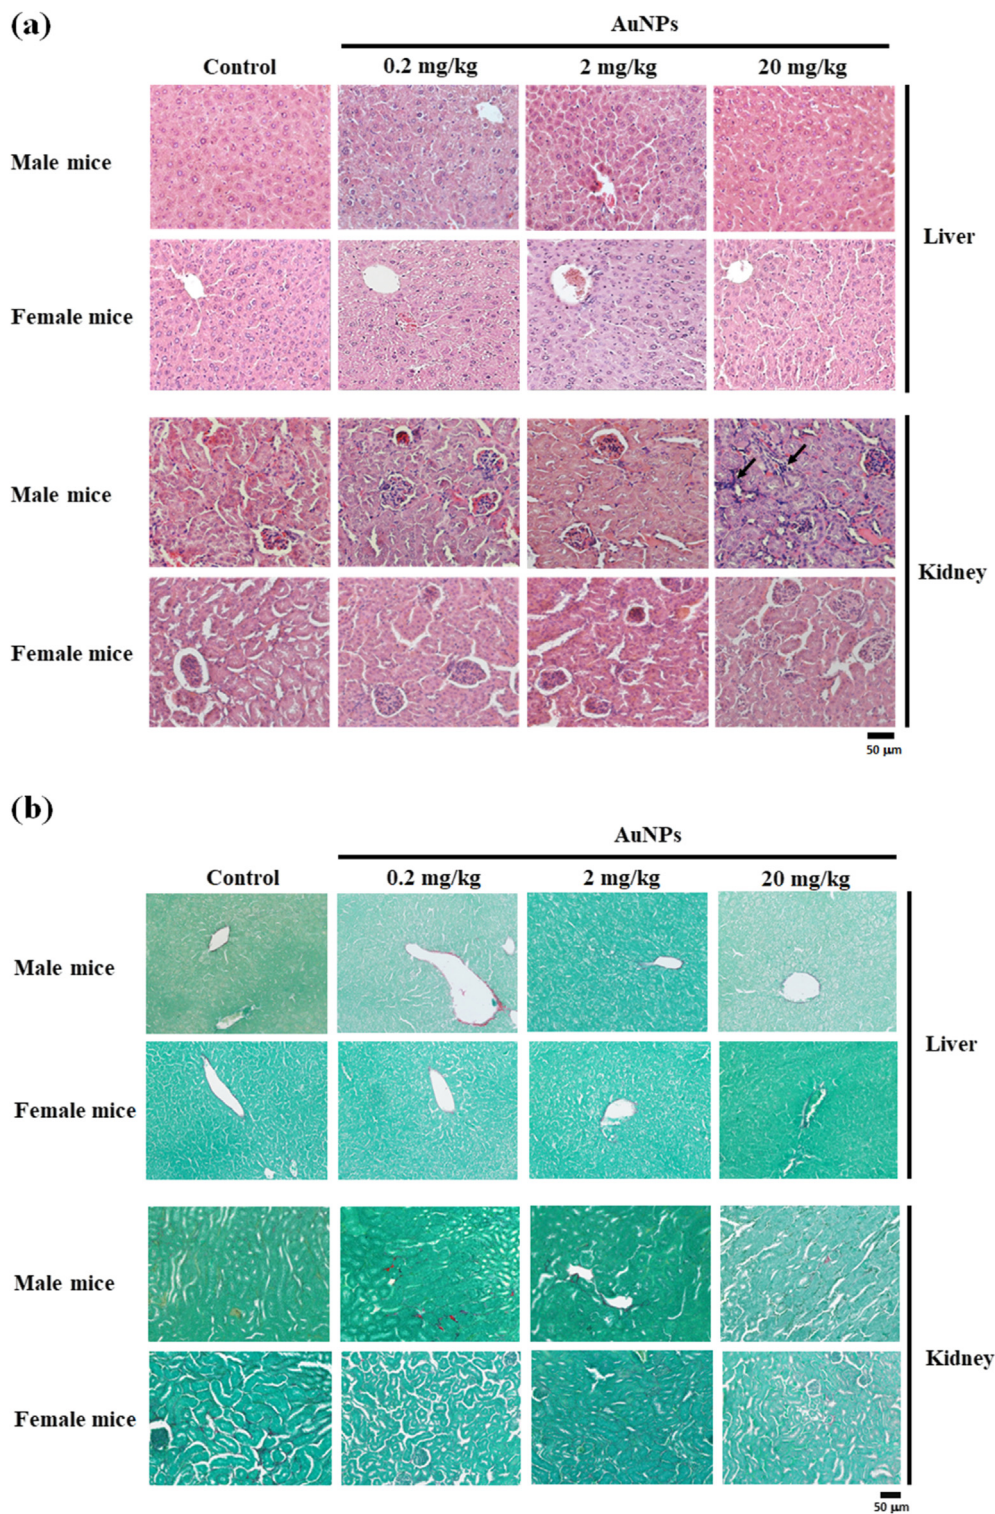 (a)
AuNPs
Control 0.2 mg/kg 2 mg/kg 20 mg/kg
Male mice
Liver
Female mice
Male mice
Kidney
Female mice
50 μm
(b)
AuNPs
Control 0.2 mg/kg 2 mg/kg 20 mg/kg
Male mice
Liver
Female mice
Male mice
Kidney
Female mice
50 μm